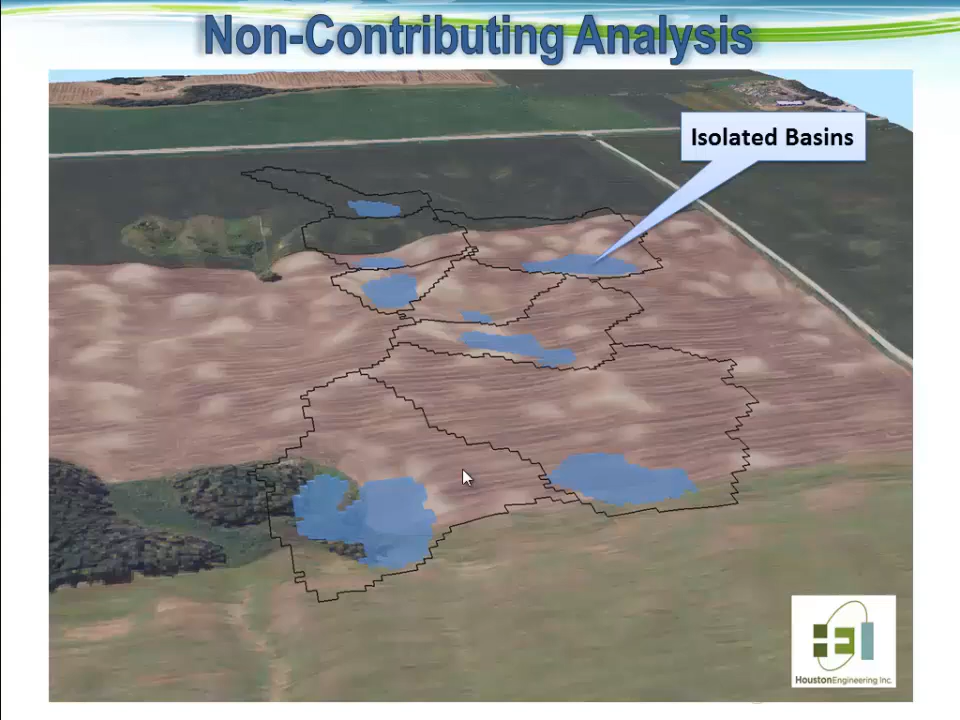 Non-Contributing Analysis
Isolated Basins
HoustonEngineering Inc.